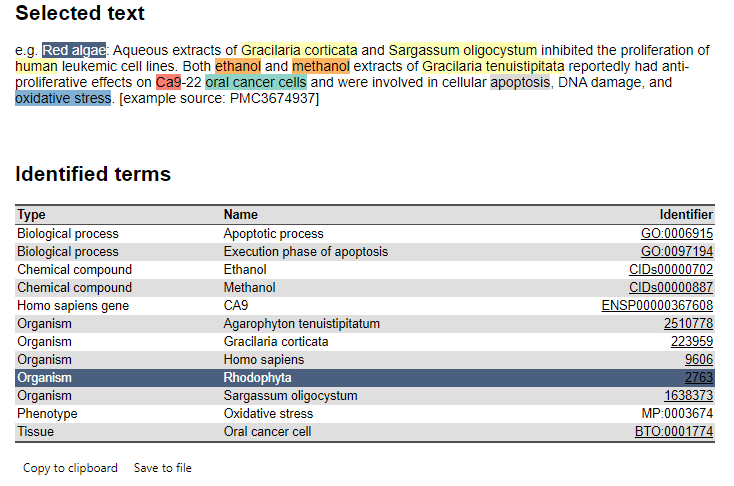 Selected text
e.g. Red algae: Aqueous extracts of Gracilaria corticata and Sargassum oligocystum inhibited the proliferation of
human leukemic cell lines. Both ethanol and methanol extracts of Gracilaria tenuistipitata reportedly had anti-
proliferative effects on Ca9-22 oral cancer cells and were involved in cellular apoptosis, DNA damage, and
oxidative stress. [example source: PMC3674937]
Identified terms
Type Name Identifier
Biological process Apoptotic process GO:0006915
Biological process Execution phase of apoptosis GO:0097194
Chemical compound Ethanol CIDs00000702
Chemical compound Methanol CIDs00000887
Homo sapiens gene CA9 ENSP00000367608
Organism Agarophyton tenuistipitatum 2510778
Organism Gracilaria corticata 223959
Organism Homo sapiens 9606
Organism Rhodophyta 2763
Organism Sargassum oligocystum 1638373
Phenotype Oxidative stress MP:0003674
Tissue Oral cancer cell BTO:0001774
Copy to clipboard Save to file